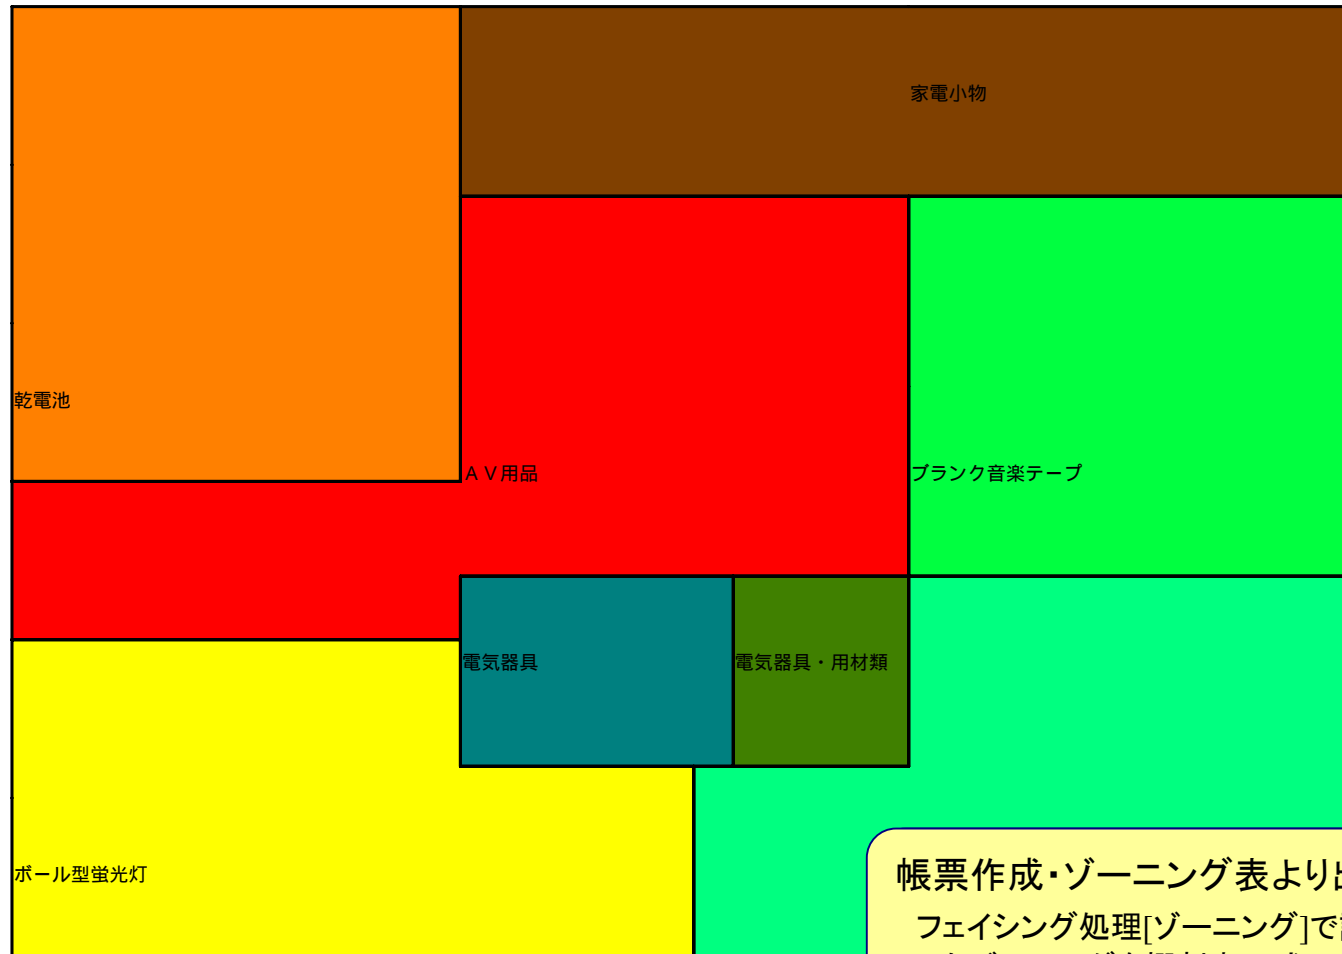 家電小物
乾電池
ＡＶ用品
ブランク音楽テープ
電気器具
電気器具・用材類
ボール型蛍光灯
帳票作成・ゾーニング表より
フェイシング処理[ゾーニング]で